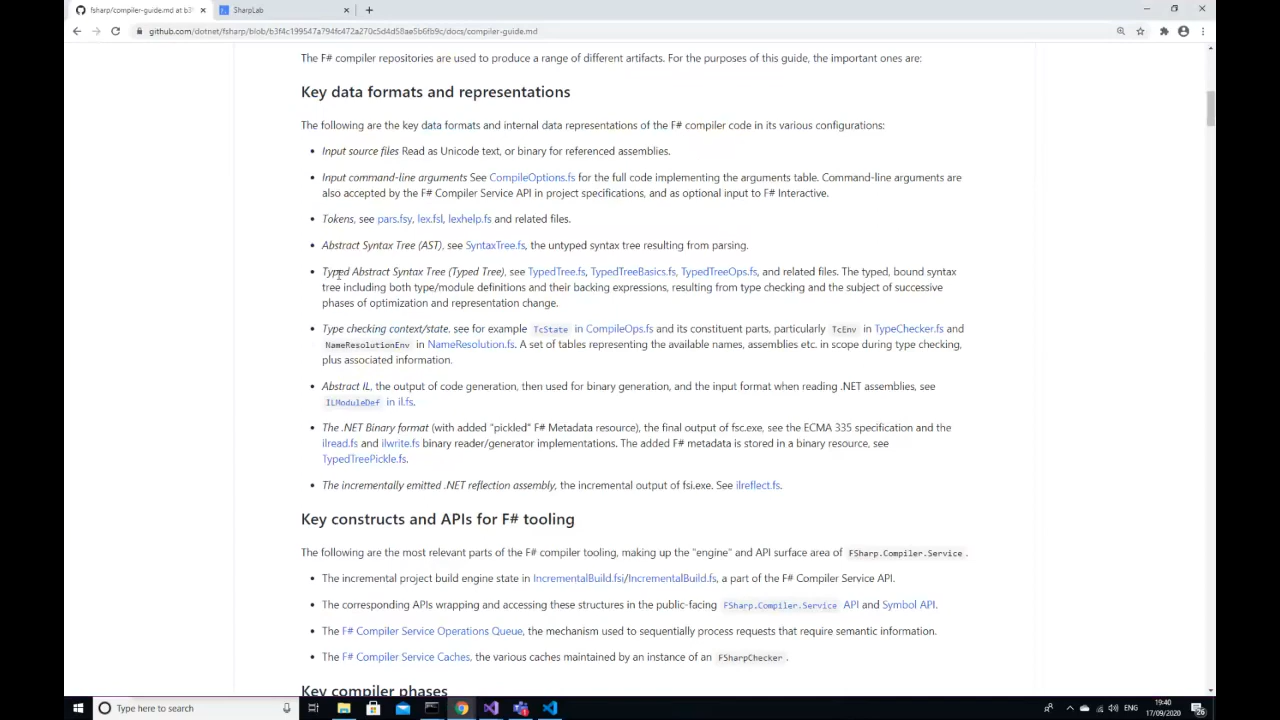 fsharp/compiler-guide.md at b3f
SharpLab
github.com/dotnet/fsharp/blob/b3f4c199547a794fc472a270c5d4d58ae5b6fb9c/docs/compiler-guide.md
The F# compiler repositories are used to produce a range of different artifacts. For the purposes of this guide, the important ones are:
Key data formats and representations
The following are the key data formats and internal data representations of the F# compiler code in its various configurations:
• Input source files Read as Unicode text, or binary for referenced assemblies.
• Input command-line arguments See CompileOptions.fs for the full code implementing the arguments table. Command-line arguments are
also accepted by the F# Compiler Service API in project specifications, and as optional input to F# Interactive.
• Tokens, see pars.fsy, lex.fsl, lexhelp.fs and related files.
• Abstract Syntax Tree (AST), see SyntaxTree.fs, the untyped syntax tree resulting from parsing.
• Typed Abstract Syntax Tree (Typed Tree), see TypedTree.fs, TypedTreeBasics.fs, TypedTreeOps.fs, and related files. The typed, bound syntax
tree including both type/module definitions and their backing expressions, resulting from type checking and the subject of successive
phases of optimization and representation change.
• Type checking context/state, see for example TcState in CompileOps.fs and its constituent parts, particularly TcEnv in TypeChecker.fs and
NameResolutionEnv in NameResolution.fs. A set of tables representing the available names, assemblies etc. in scope during type checking,
plus associated information.
• Abstract IL, the output of code generation, then used for binary generation, and the input format when reading .NET assemblies, see
ILModuleDef in il.fs.
• The .NET Binary format (with added "pickled" F# Metadata resource), the final output of fsc.exe, see the ECMA 335 specification and the
ilread.fs and ilwrite.fs binary reader/generator implementations. The added F# metadata is stored in a binary resource, see
TypedTreePickle.fs.
• The incrementally emitted .NET reflection assembly, the incremental output of fsi.exe. See ilreflect.fs.
Key constructs and APIs for F# tooling
The following are the most relevant parts of the F# compiler tooling, making up the "engine" and API surface area of FSharp.Compiler.Service.
• The incremental project build engine state in IncrementalBuild.fsi/IncrementalBuild.fs, a part of the F# Compiler Service API.
• The corresponding APIs wrapping and accessing these structures in the public-facing FSharp.Compiler.Service API and Symbol API.
• The F# Compiler Service Operations Queue, the mechanism used to sequentially process requests that require semantic information.
• The F# Compiler Service Caches, the various caches maintained by an instance of an FSharpChecker.
Key compiler phases
Type here to search
ENG
19:40
17/09/2020
26